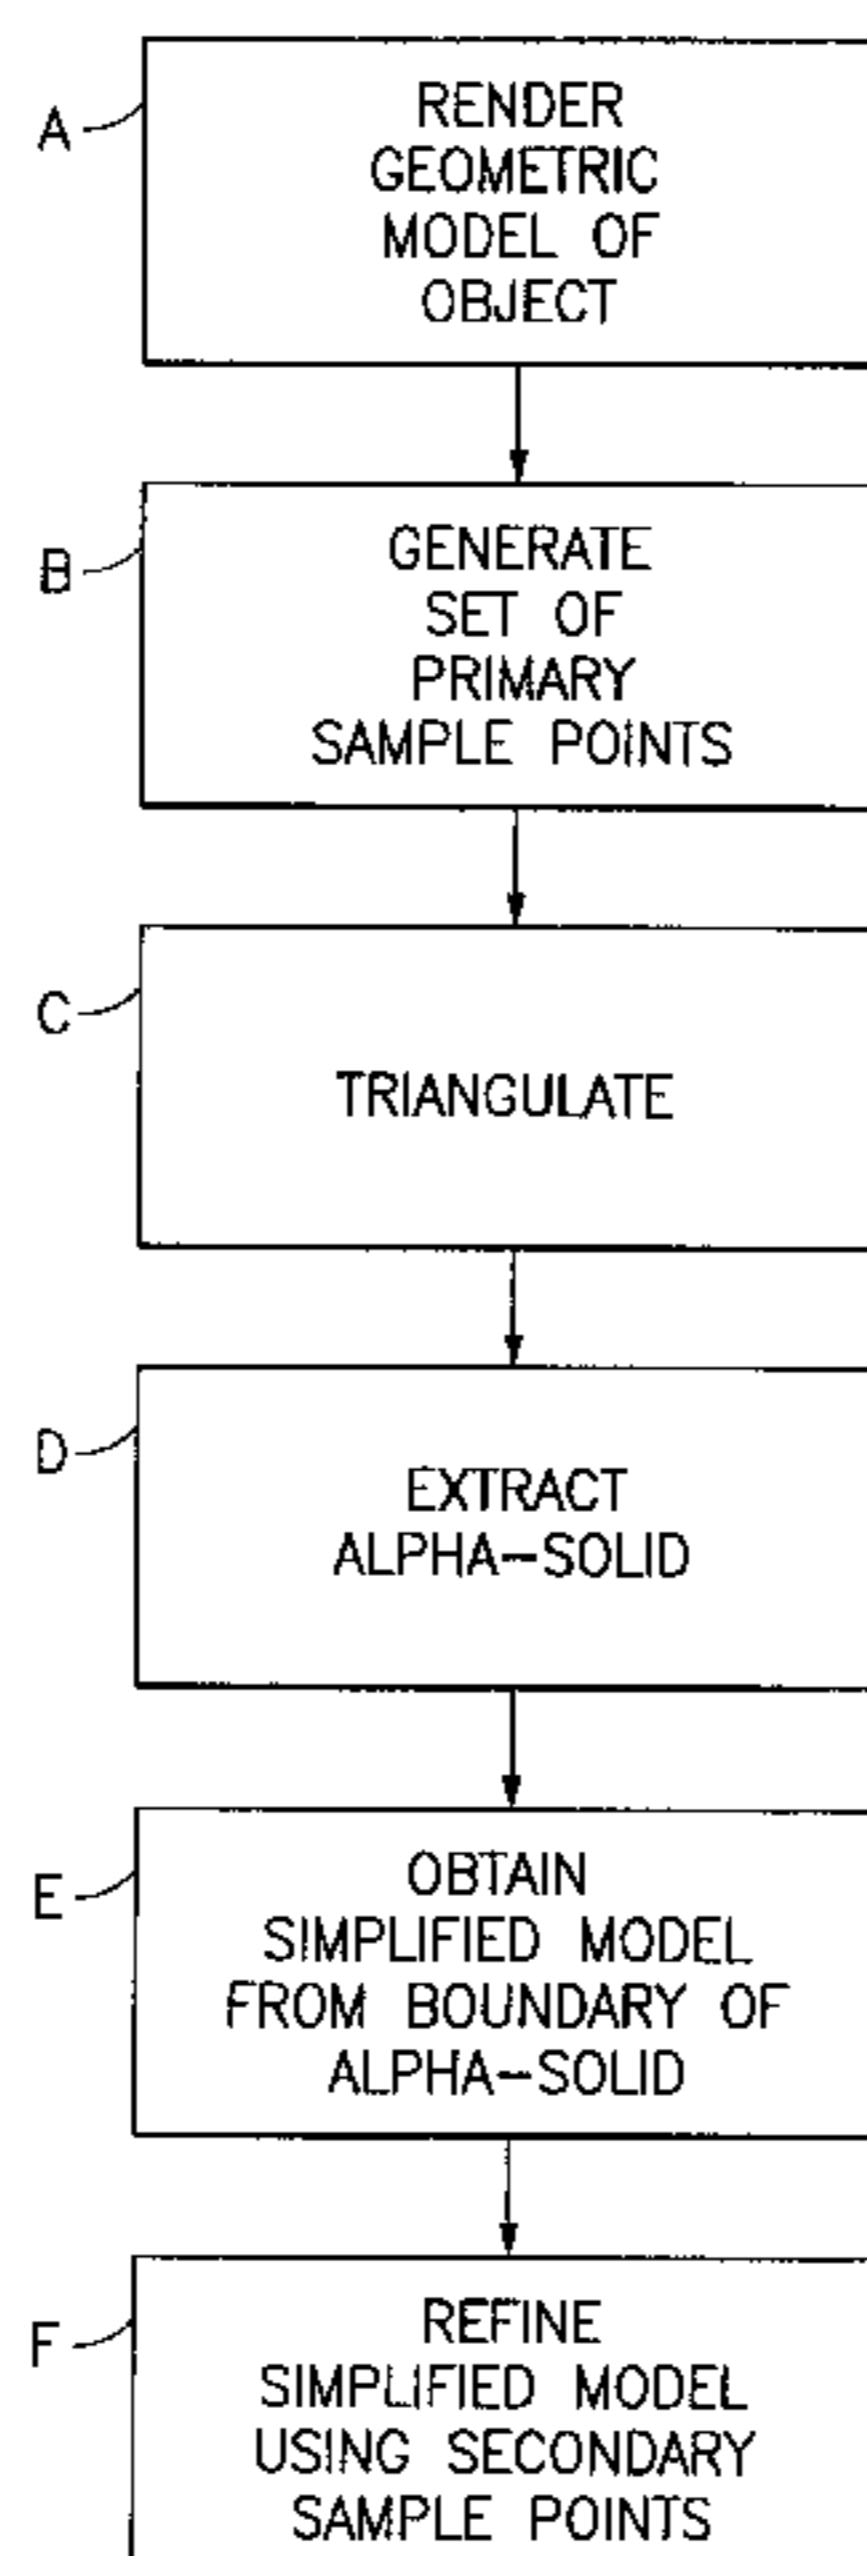 A
RENDER
GEOMETRIC
MODEL OF
OBJECT
B
GENERATE
SET OF
PRIMARY
SAMPLE POINTS
C
TRIANGULATE
D
EXTRACT
ALPHA-SOLID
E
OBTAIN
SIMPLIFIED MODEL
FROM BOUNDARY OF
ALPHA-SOLID
F
REFINE
SIMPLIFIED MODEL
USING SECONDARY
SAMPLE POINTS